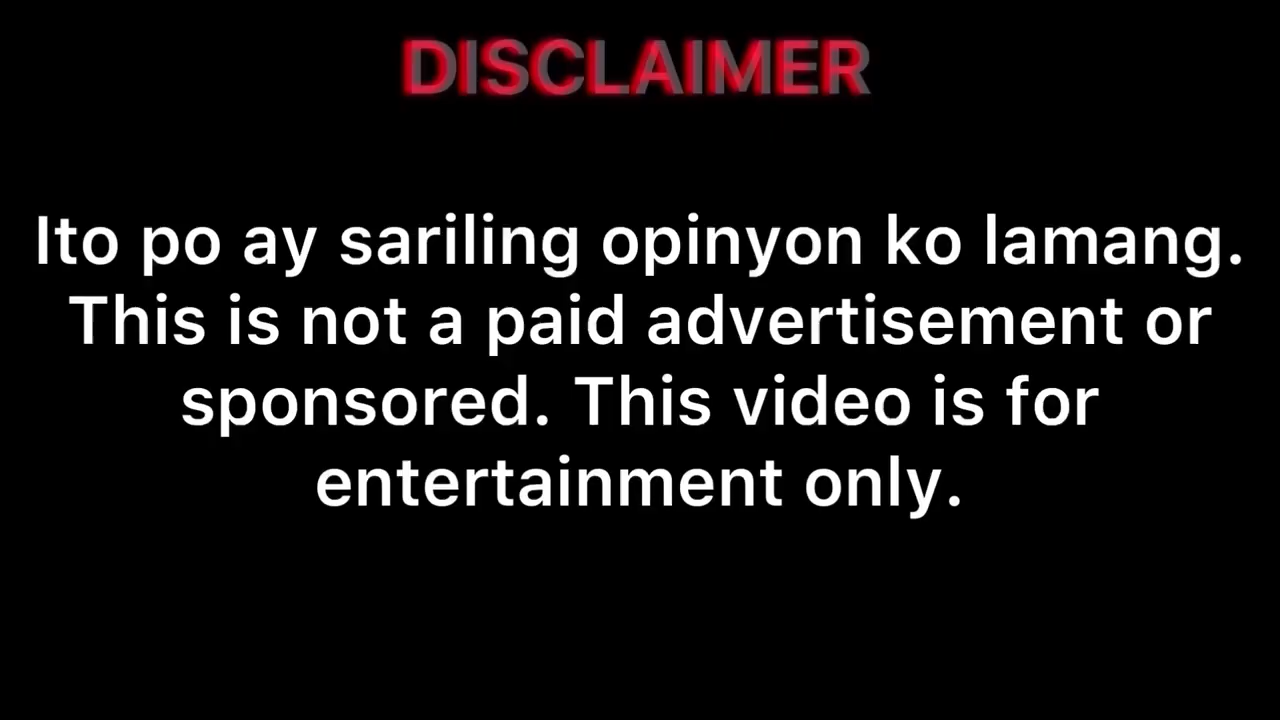 DISCLAIMER
Ito po ay sariling opinyon ko lamang.
This is not a paid advertisement or
sponsored. This video is for
entertainment only.